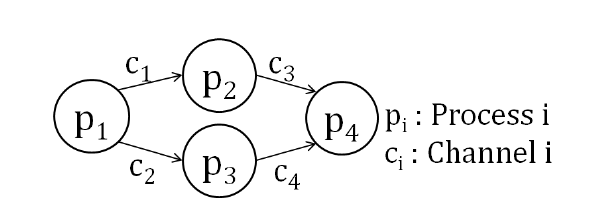 c₁
c₃
p₂
p₁
p₄
pᵢ : Process i
cᵢ : Channel i
c₂
p₃
c₄